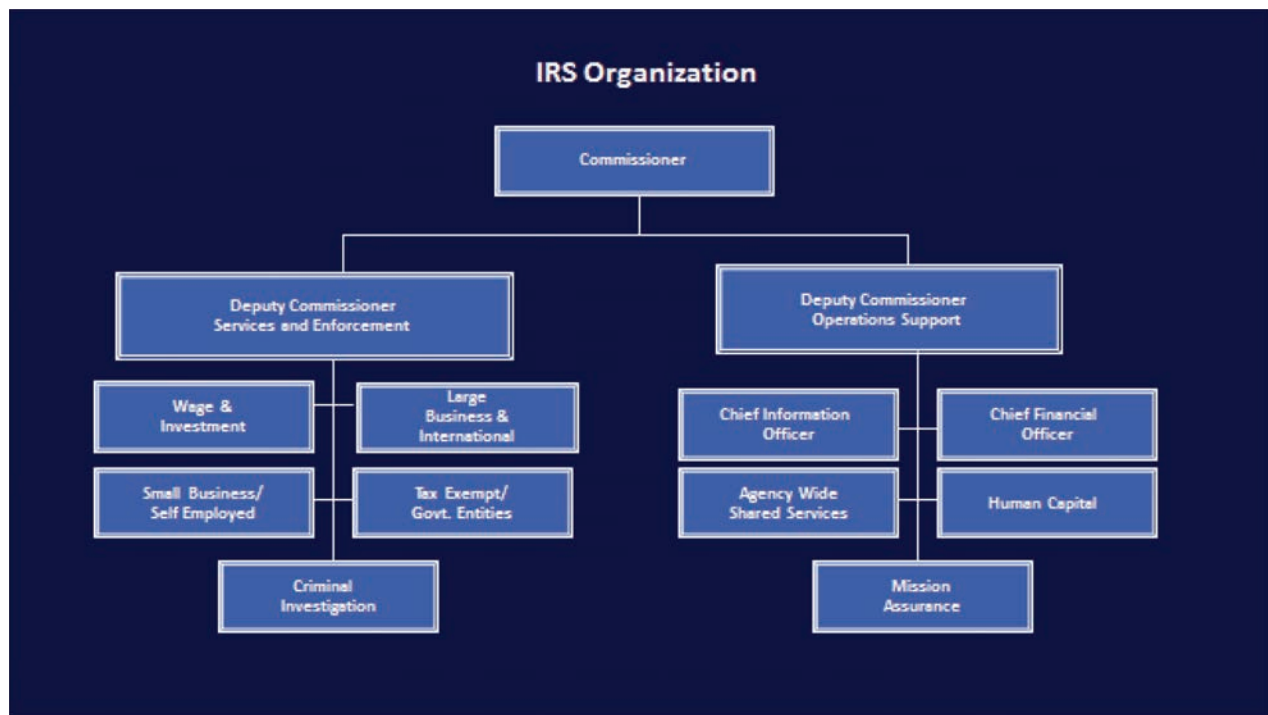 IRS Organization
Commissioner
Deputy Commissioner
Services and Enforcement
Deputy Commissioner
Operations Support
Wage &
Investment
Large
Business &
International
Chief Information
Officer
Chief Financial
Officer
Small Business/
Self Employed
Tax Exempt/
Govt. Entities
Agency Wide
Shared Services
Human Capital
Criminal
Investigation
Mission
Assurance